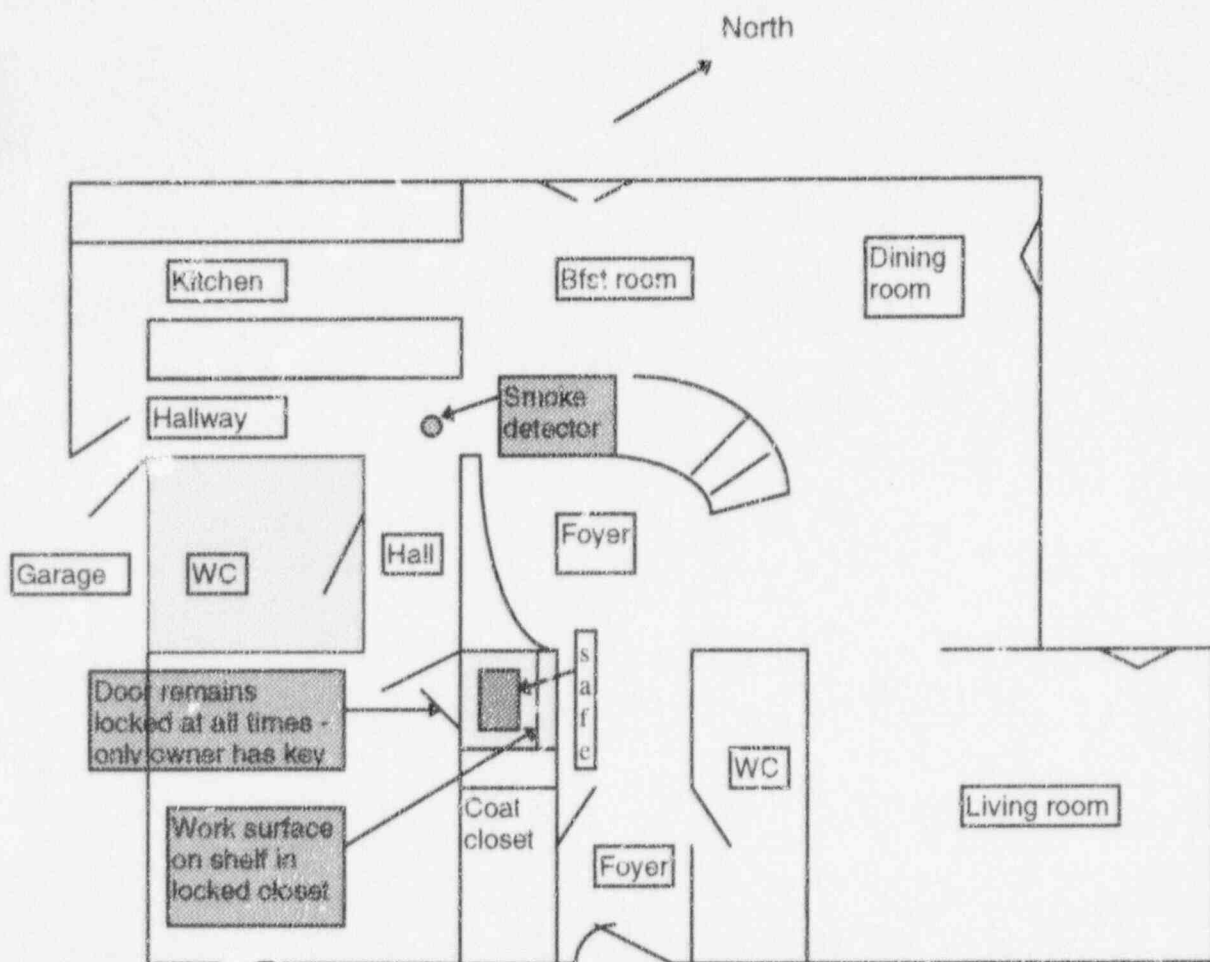 North
Kitchen
Bfst room
Dining
room
Hallway
Smoke
detector
Garage
WC
Hall
Foyer
safe
Door remains
locked at all times -
only owner has key
WC
Living room
Work surface
on shelf in
locked closet
Coat
closet
Foyer